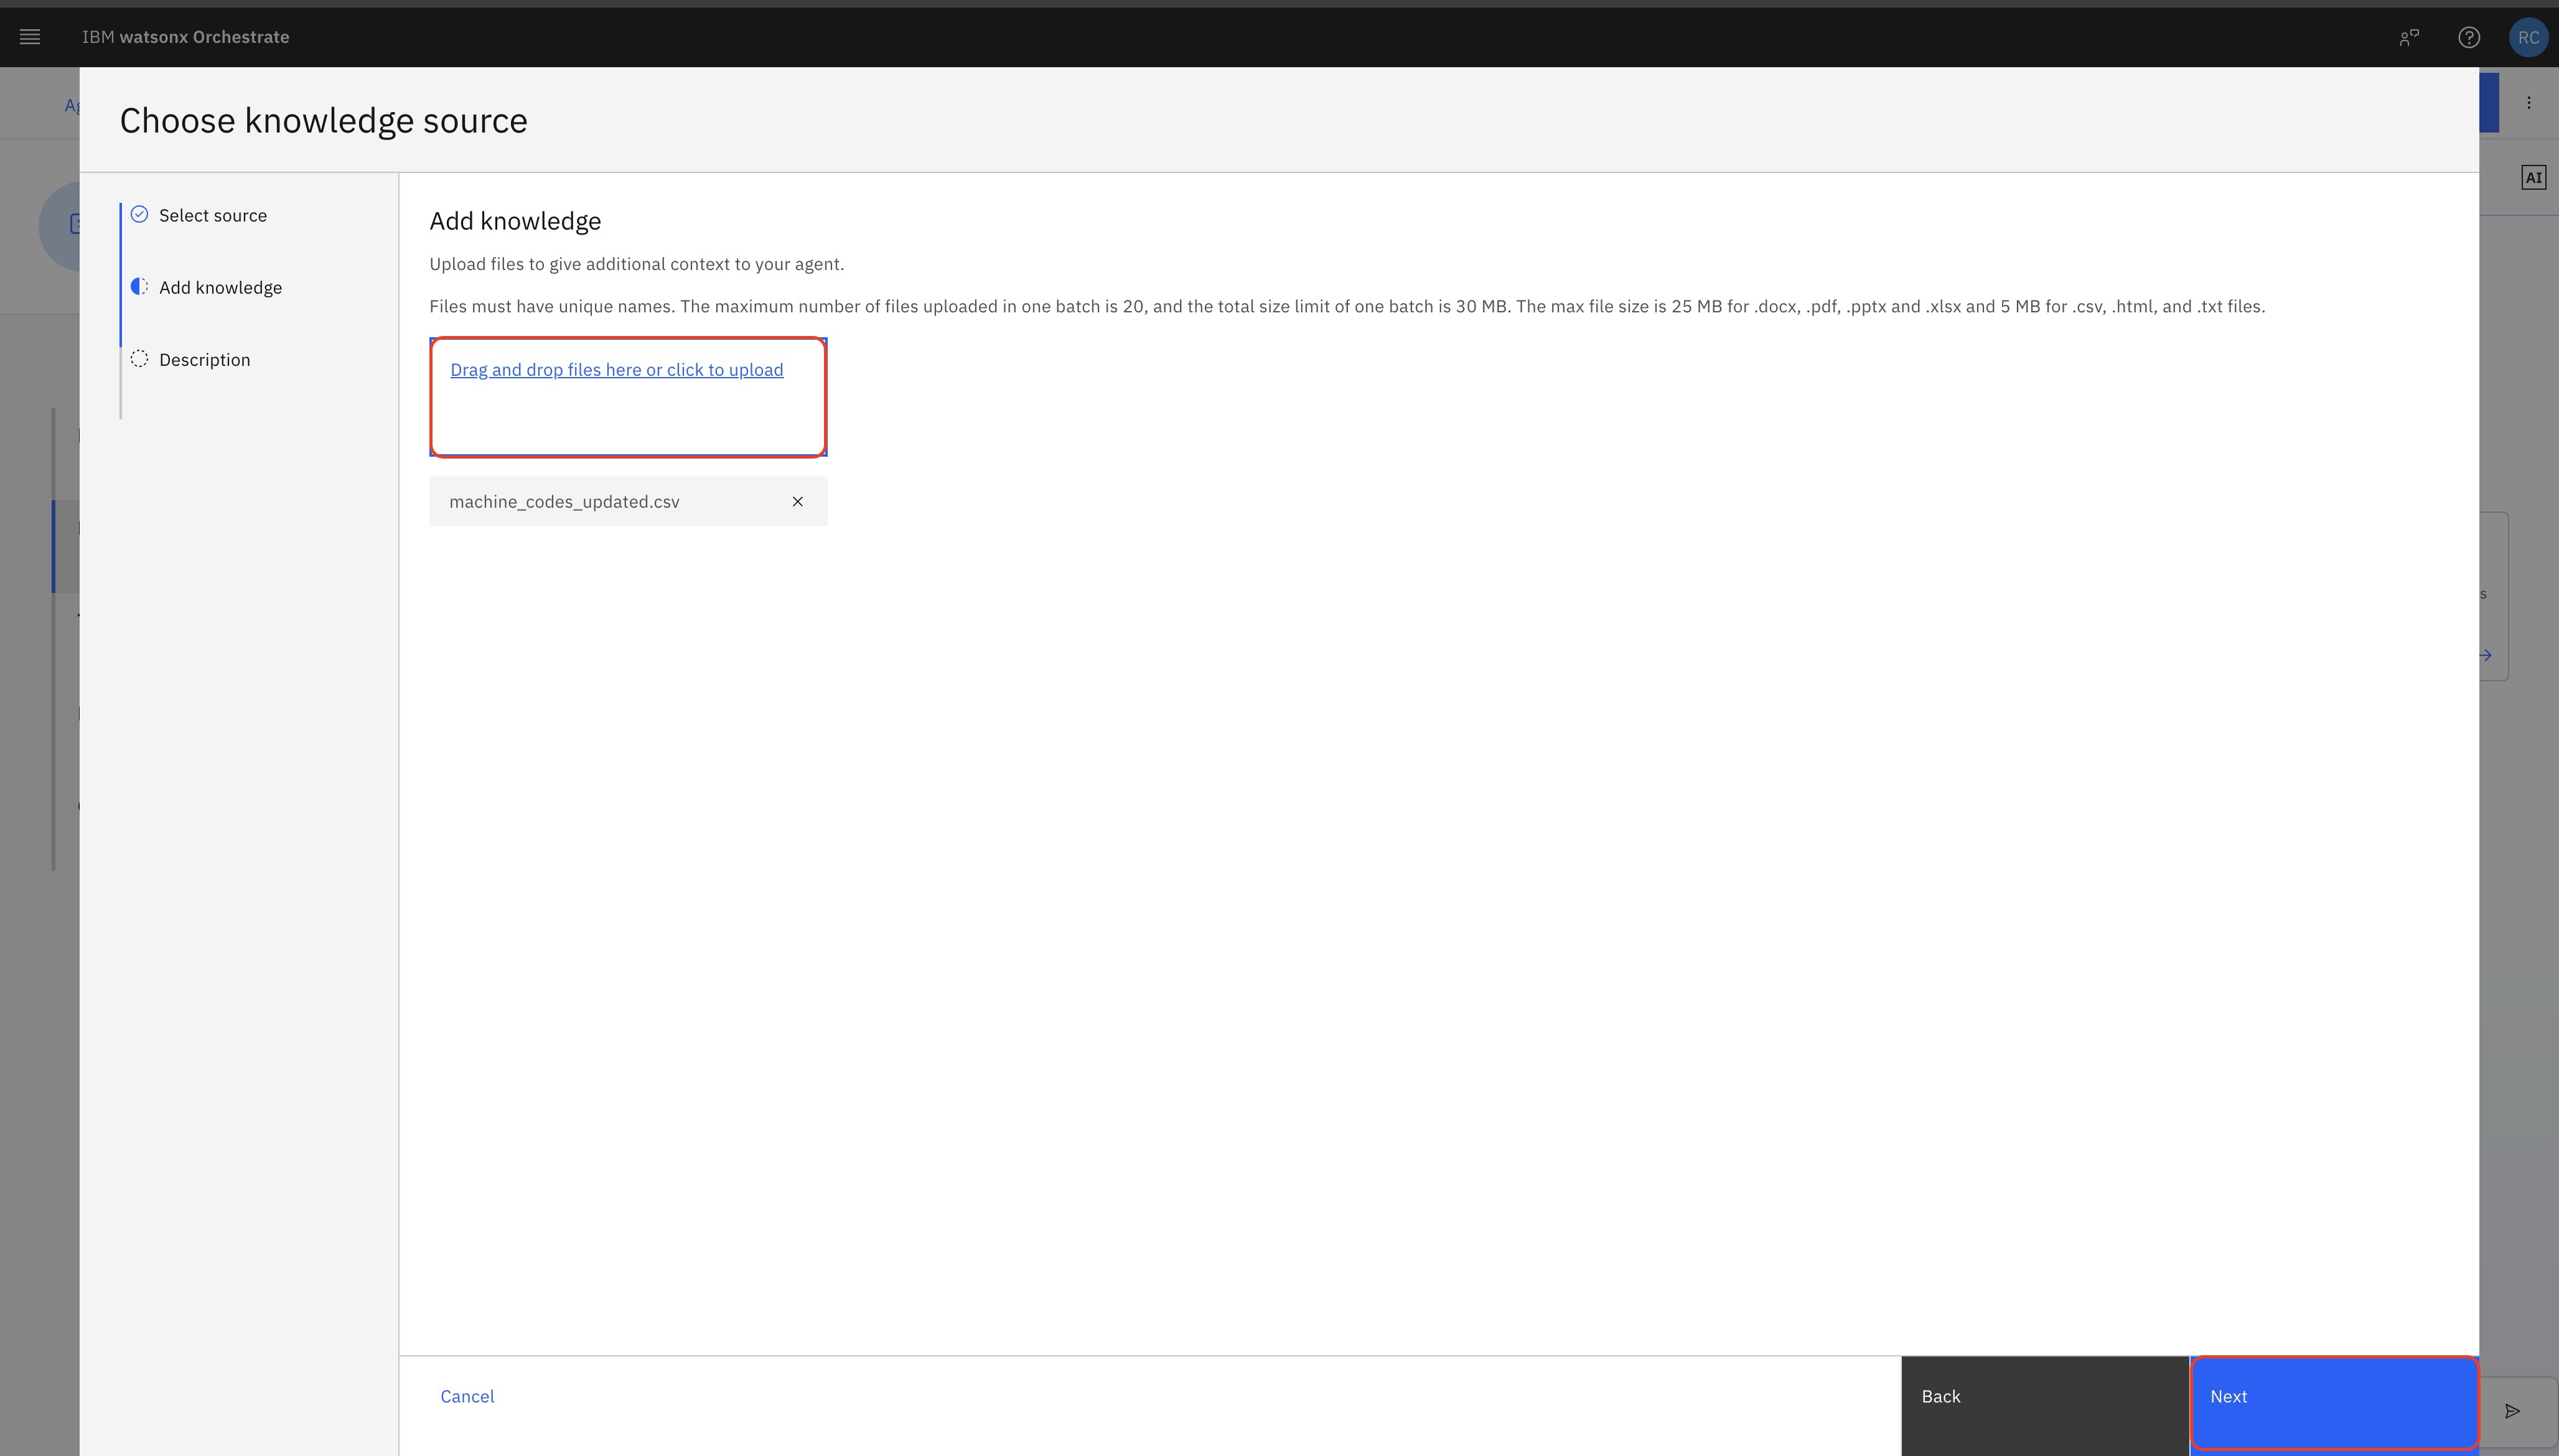 IBM watsonx Orchestrate
RC
Choose knowledge source
AI
Select source
Add knowledge
Description
Add knowledge
Upload files to give additional context to your agent.
Files must have unique names. The maximum number of files uploaded in one batch is 20, and the total size limit of one batch is 30 MB. The max file size is 25 MB for .docx, .pdf, .pptx and .xlsx and 5 MB for .csv, .html, and .txt files.
Drag and drop files here or click to upload
machine_codes_updated.csv
s
Cancel
Back
Next